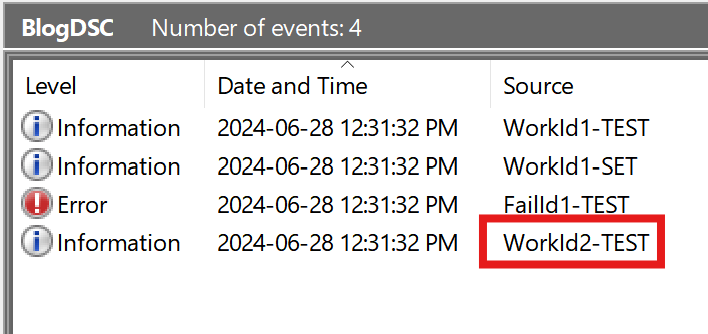 BlogDSC Number of events: 4
Level Date and Time Source
Information 2024-06-28 12:31:32 PM WorkId1-TEST
Information 2024-06-28 12:31:32 PM WorkId1-SET
Error 2024-06-28 12:31:32 PM FailId1-TEST
Information 2024-06-28 12:31:32 PM WorkId2-TEST